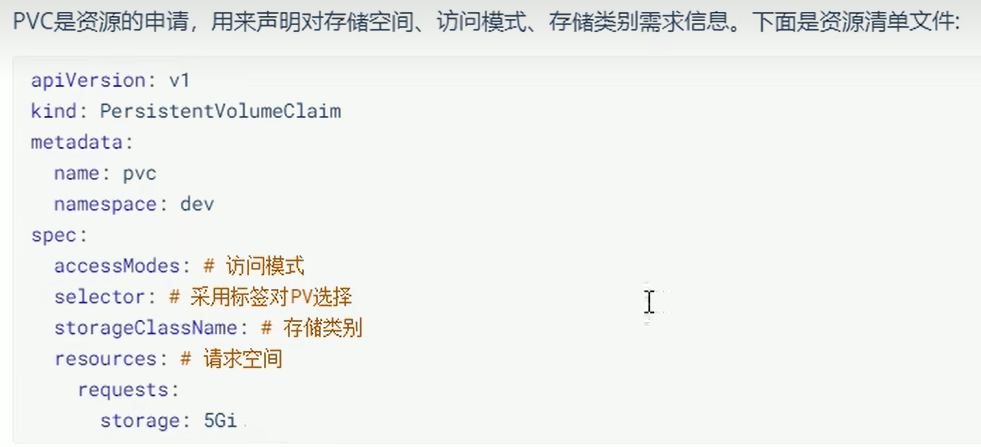 PVC是资源的申请，用来声明对存储空间、访问模式、存储类别需求信息。下面是资源清单文件:
apiVersion: v1
kind: PersistentVolumeClaim
metadata:
  name: pvc
  namespace: dev
spec:
  accessModes: # 访问模式
  selector: # 采用标签对PV选择
  storageClassName: # 存储类别
  resources: # 请求空间
    requests:
      storage: 5Gi